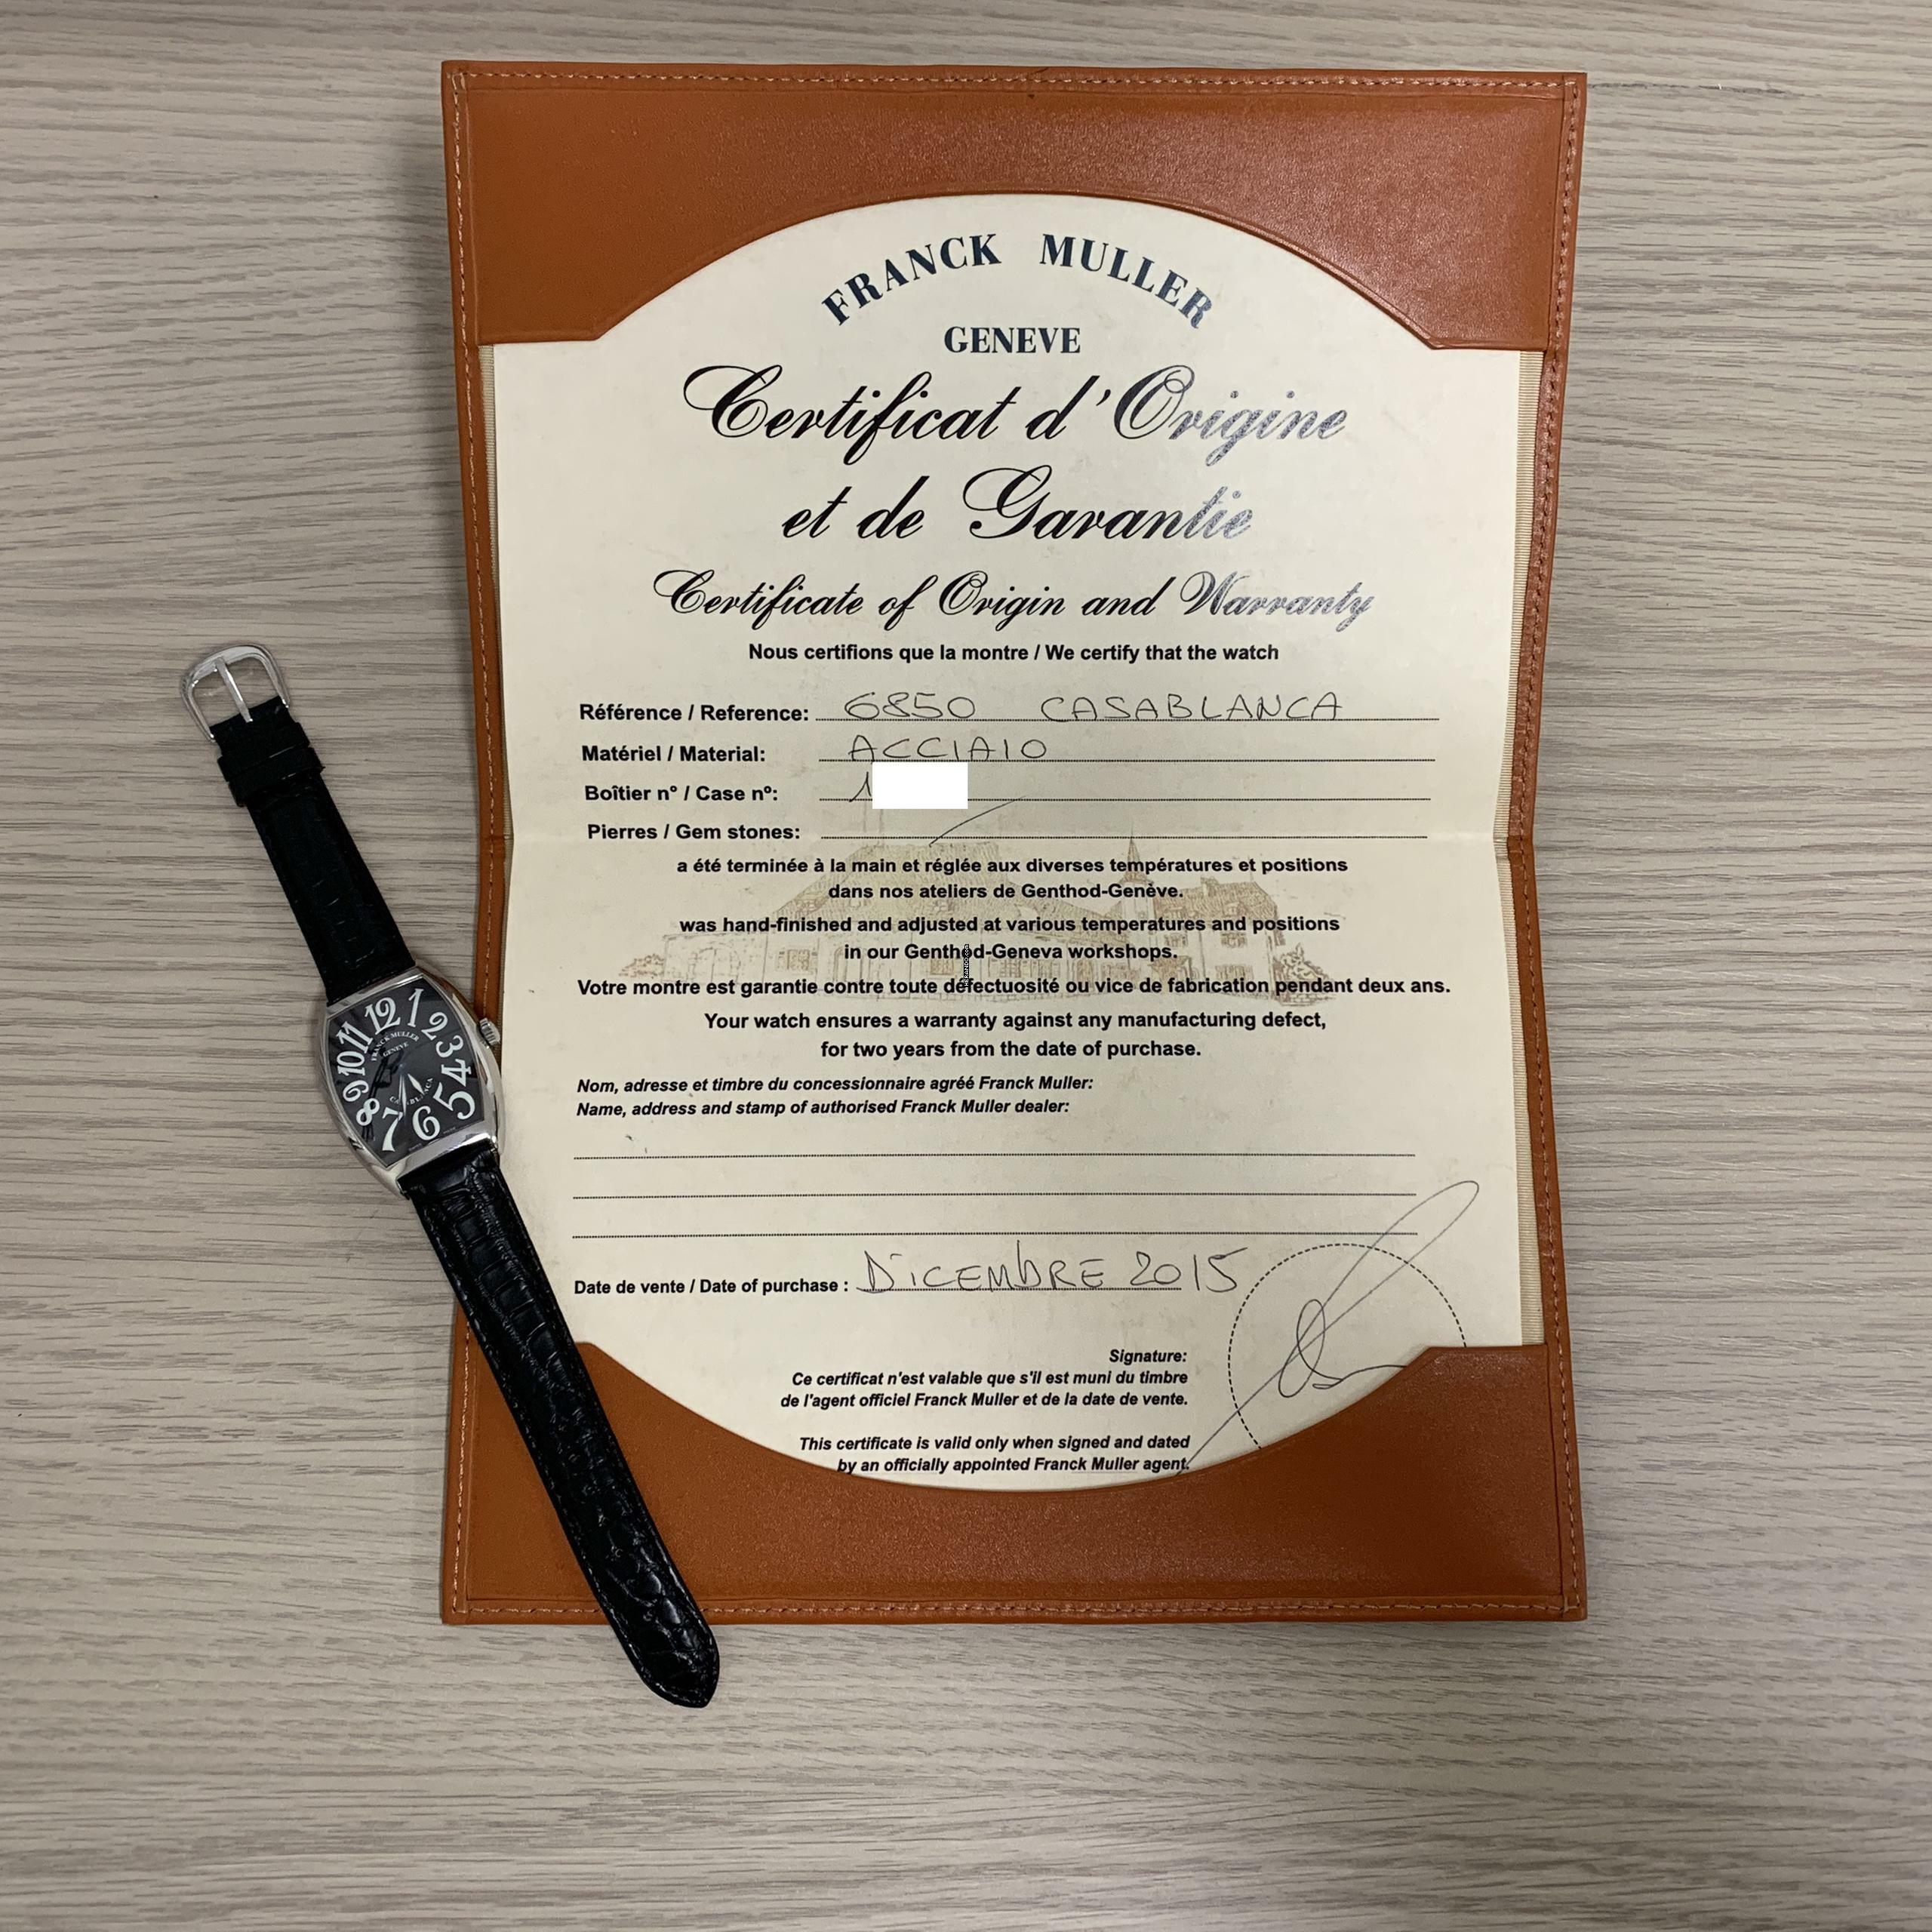 FRANCK MULLER
GENEVE
Certificat d'Origine
et de Garantie
Certificate of Origin and Warranty
Nous certifions que la montre / We certify that the watch
Référence / Reference: 6850 CASABLANCA
Matériel / Material: ACCIAIO
Boîtier n° / Case nº: 1
Pierres / Gem stones:
a été terminée à la main et réglée aux diverses températures et positions
dans nos ateliers de Genthod-Genève.
was hand-finished and adjusted at various temperatures and positions
in our Genthod-Geneva workshops.
Votre montre est garantie contre toute défectuosité ou vice de fabrication pendant deux ans.
Your watch ensures a warranty against any manufacturing defect,
for two years from the date of purchase.
Nom, adresse et timbre du concessionnaire agréé Franck Muller:
Name, address and stamp of authorised Franck Muller dealer:
Date de vente / Date of purchase : DiCEMbRE 2015
Signature:
Ce certificat n'est valable que s'il est muni du timbre
de l'agent officiel Franck Muller et de la date de vente.
This certificate is valid only when signed and dated
by an officially appointed Franck Muller agent.
12 1 2 3 4 5 6 7 8 9 10 11
FRANCK MULLER
GENEVE
CASABLANCA